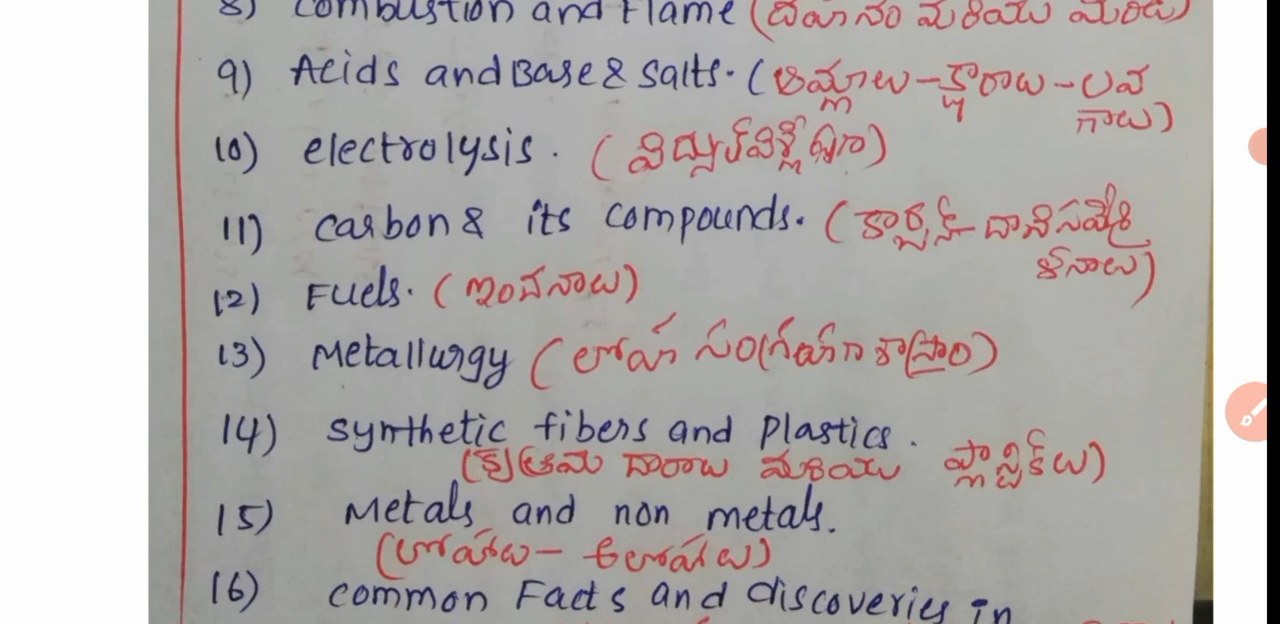 8) Combustion and Flame (దహనం మరియు మంట)
9) Acids and Base & Salts. (ఆమ్లాలు - క్షారాలు - లవ
ణాలు)
10) electrolysis. (విద్యుత్ విశ్లేషణ)
11) carbon & its compounds. (కార్బన్ - దాని సమ్మే
ళనాలు)
12) Fuels. (ఇంధనాలు)
13) Metallurgy (లోహ సంగ్రహణ శాస్త్రం)
14) synthetic fibers and Plastics.
(కృత్రిమ దారాలు మరియు ప్లాస్టిక్‌లు)
15) Metals and non metals.
(లోహాలు - అలోహాలు)
16) common Facts and discoveries in